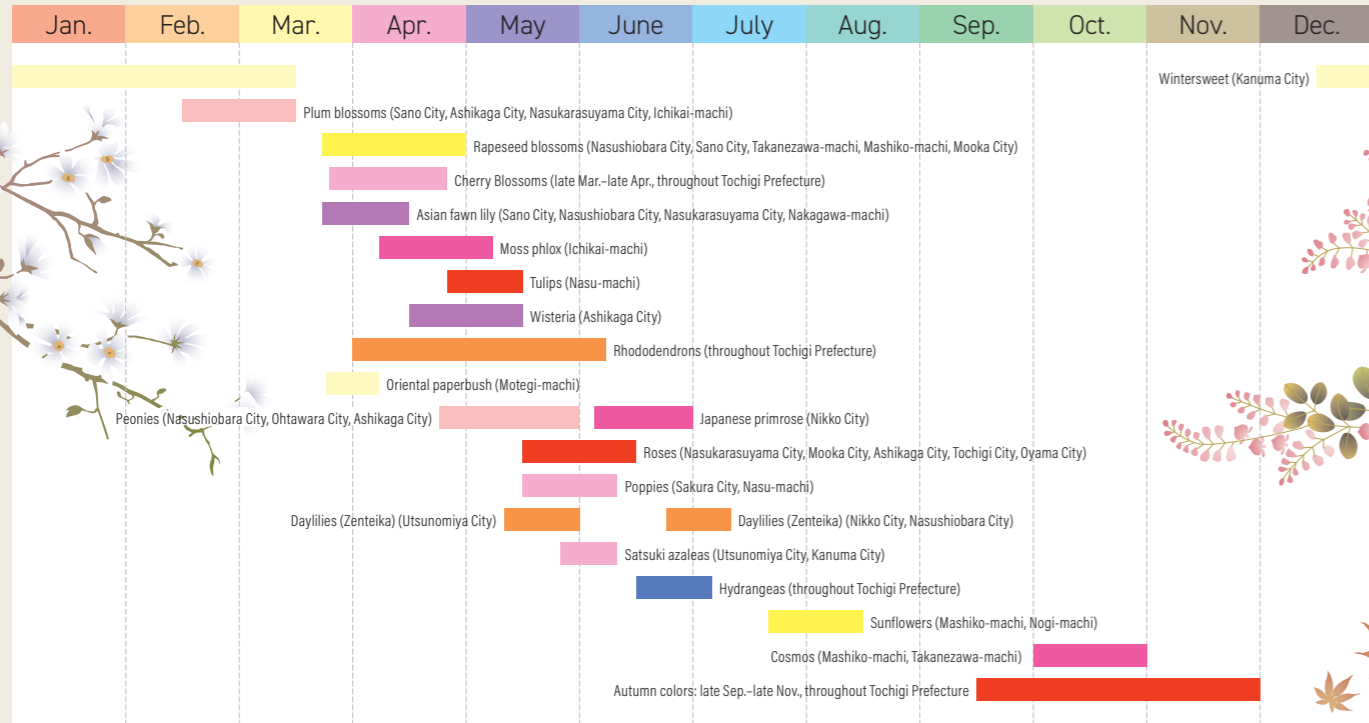 Jan. Feb. Mar. Apr. May June July Aug. Sep. Oct. Nov. Dec.
Wintersweet (Kanuma City)
Plum blossoms (Sano City, Ashikaga City, Nasukarasuyama City, Ichikai-machi)
Rapeseed blossoms (Nasushiobara City, Sano City, Takanezawa-machi, Mashiko-machi, Mooka City)
Cherry Blossoms (late Mar.–late Apr., throughout Tochigi Prefecture)
Asian fawn lily (Sano City, Nasushiobara City, Nasukarasuyama City, Nakagawa-machi)
Moss phlox (Ichikai-machi)
Tulips (Nasu-machi)
Wisteria (Ashikaga City)
Rhododendrons (throughout Tochigi Prefecture)
Oriental paperbush (Motegi-machi)
Peonies (Nasushiobara City, Ohtawara City, Ashikaga City) Japanese primrose (Nikko City)
Roses (Nasukarasuyama City, Mooka City, Ashikaga City, Tochigi City, Oyama City)
Poppies (Sakura City, Nasu-machi)
Daylilies (Zenteika) (Utsunomiya City) Daylilies (Zenteika) (Nikko City, Nasushiobara City)
Satsuki azaleas (Utsunomiya City, Kanuma City)
Hydrangeas (throughout Tochigi Prefecture)
Sunflowers (Mashiko-machi, Nogi-machi)
Cosmos (Mashiko-machi, Takanezawa-machi)
Autumn colors: late Sep.–late Nov., throughout Tochigi Prefecture